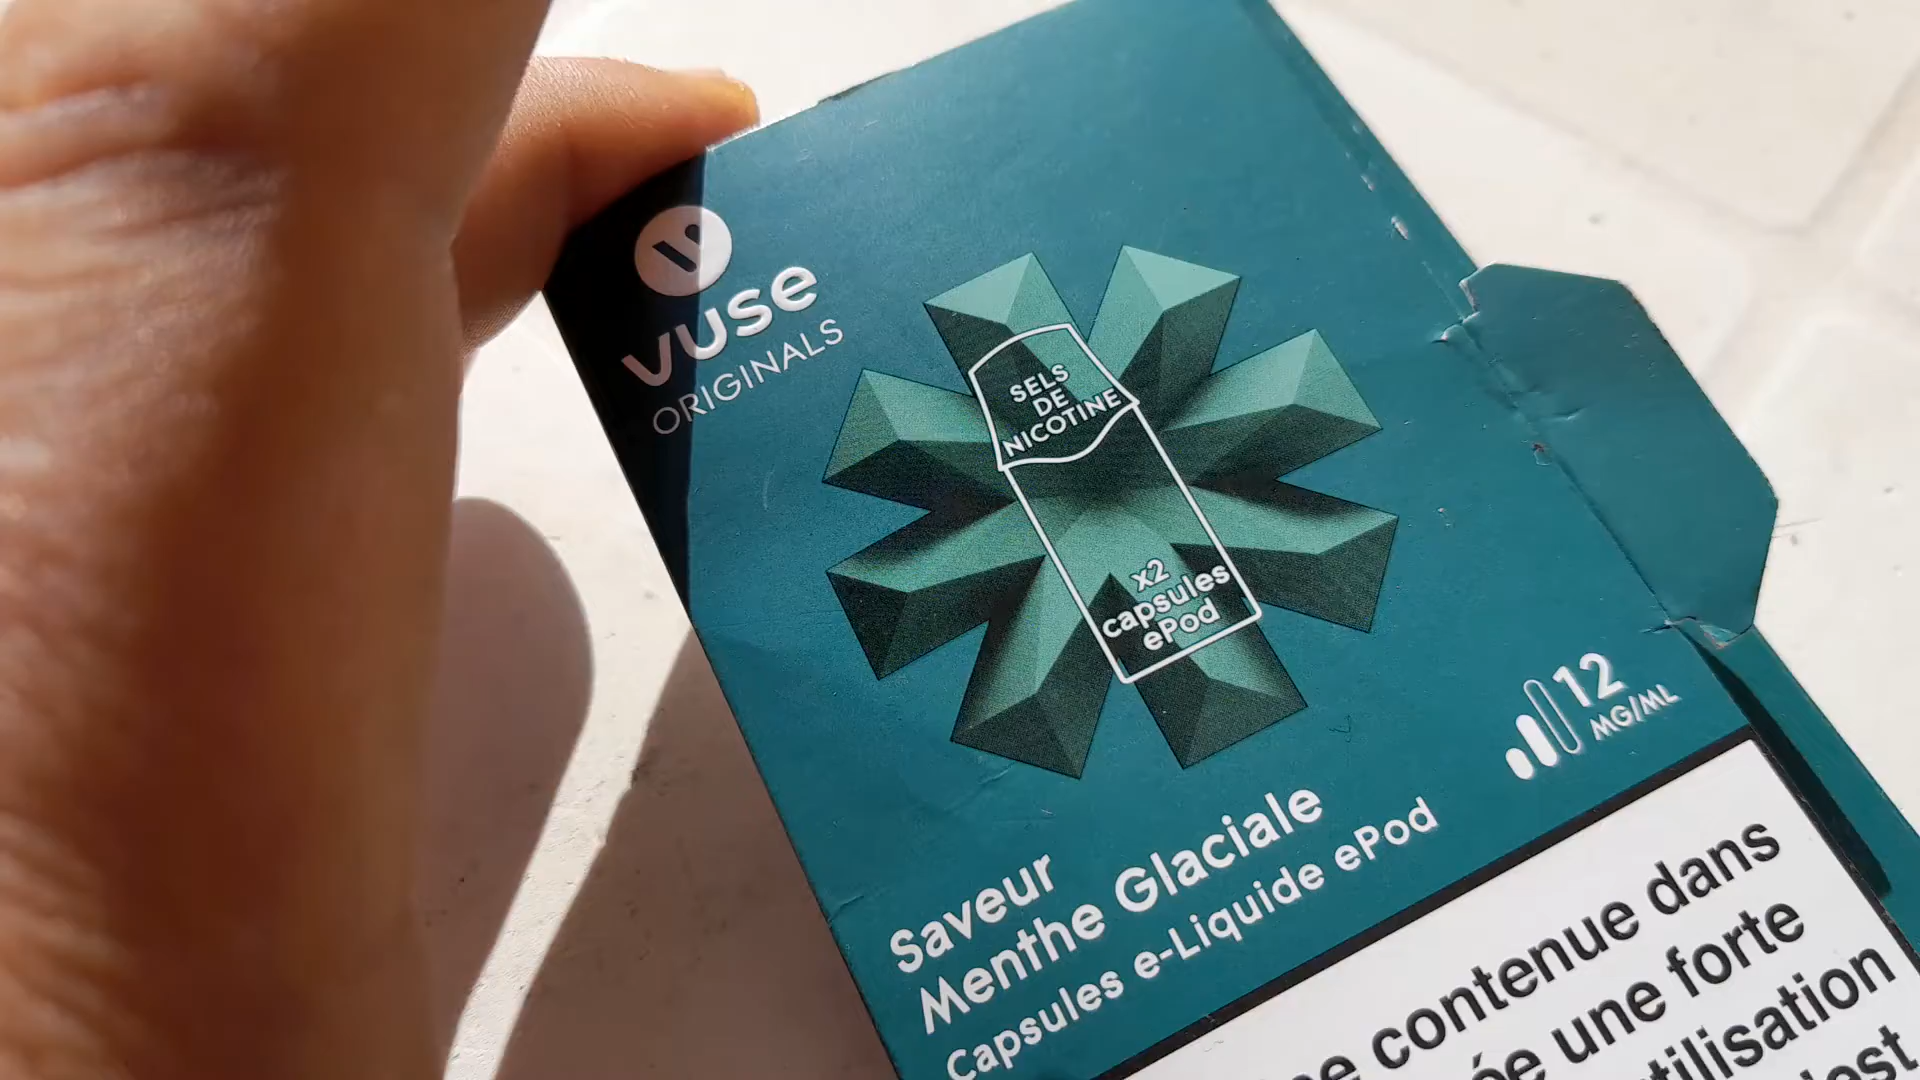 vuse
ORIGINALS
SELS
DE
NICOTINE
x2
capsules
ePod
12
MG/ML
Saveur
Menthe Glaciale
Capsules e-Liquide ePod
contenue dans
une forte